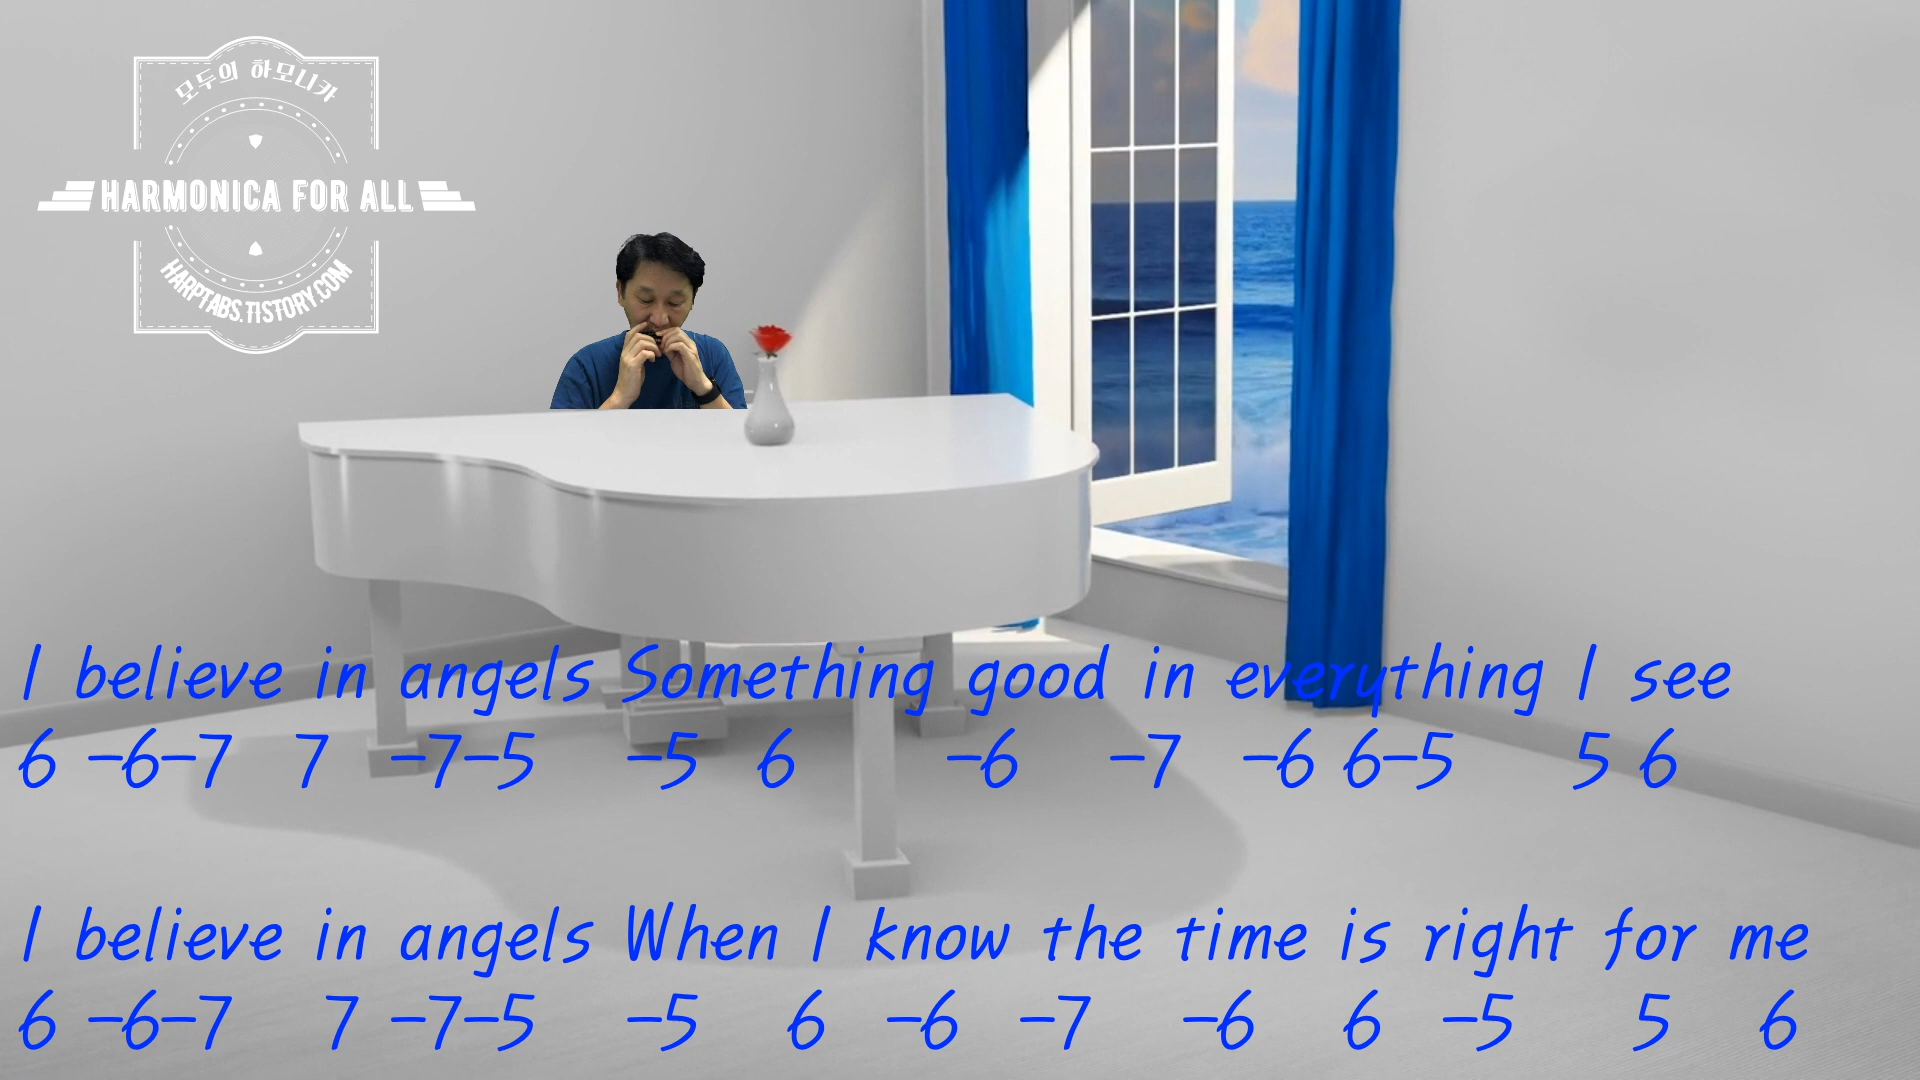 모두의 하모니카
HARMONICA FOR ALL
HARPTABS.TISTORY.COM
I believe in angels Something good in everything I see
6 -6-7 7 -7-5 -5 6 -6 -7 -6 6-5 5 6
I believe in angels When I know the time is right for me
6 -6-7 7 -7-5 -5 6 -6 -7 -6 6 -5 5 6